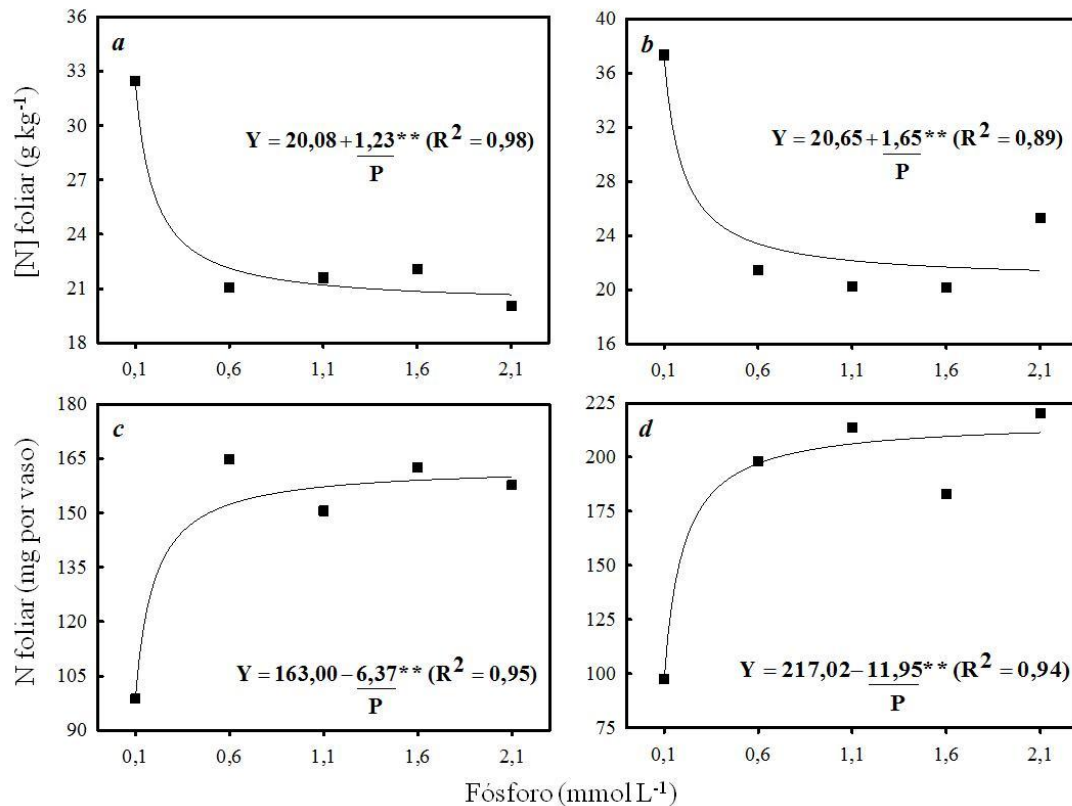 a
36
33
30
27
24
21
18
[N] foliar (g kg⁻¹)
Y = 20,08+1,23** (R² = 0,98)
P
0,1 0,6 1,1 1,6 2,1
b
40
36
32
28
24
20
16
Y = 20,65+1,65** (R² = 0,89)
P
0,1 0,6 1,1 1,6 2,1
c
180
165
150
135
120
105
90
N foliar (mg por vaso)
Y = 163,00−6,37** (R² = 0,95)
P
0,1 0,6 1,1 1,6 2,1
d
225
200
175
150
125
100
75
Y = 217,02−11,95** (R² = 0,94)
P
0,1 0,6 1,1 1,6 2,1
Fósforo (mmol L⁻¹)